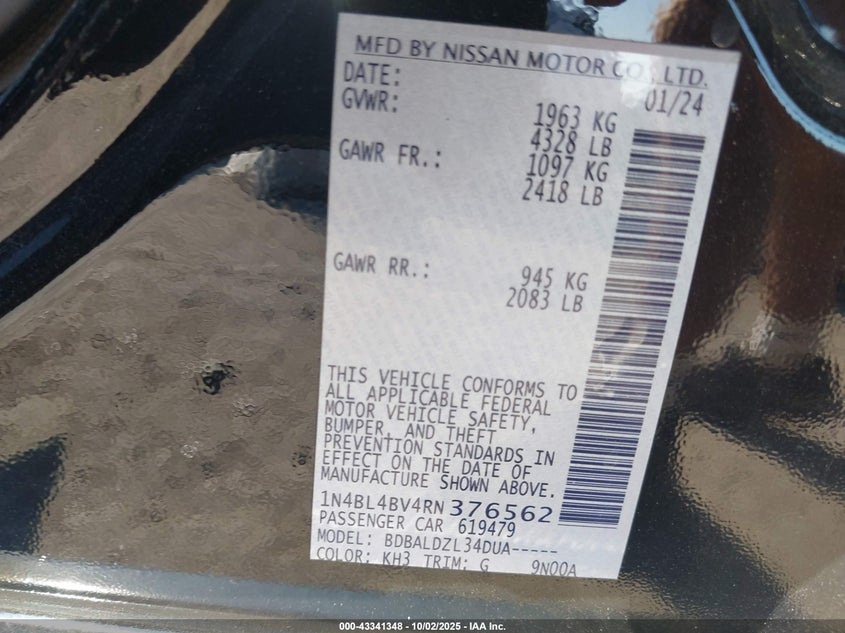 MFD BY NISSAN MOTOR CO., LTD.
DATE: 01/24
GVWR: 1963 KG
4328 LB
GAWR FR.: 1097 KG
2418 LB
GAWR RR.: 945 KG
2083 LB
THIS VEHICLE CONFORMS TO
ALL APPLICABLE FEDERAL
MOTOR VEHICLE SAFETY,
BUMPER, AND THEFT
PREVENTION STANDARDS IN
EFFECT ON THE DATE OF
MANUFACTURE SHOWN ABOVE.
1N4BL4BV4RN376562
PASSENGER CAR 619479
MODEL: BDBALDZL34DUA-----
COLOR: KH3 TRIM: G 9N00A
000-43341348 - 10/02/2025 - IAA Inc.